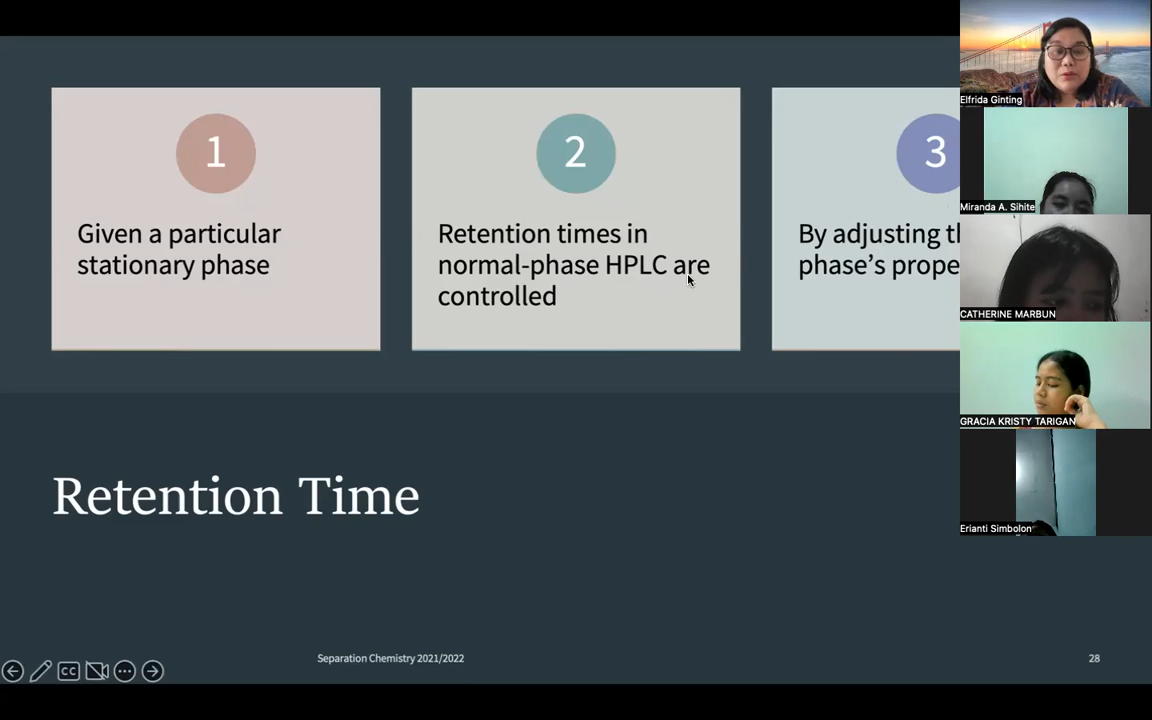 1
Given a particular
stationary phase
2
Retention times in
normal-phase HPLC are
controlled
3
By adjusting
phase's
Retention Time
Separation Chemistry 2021/2022
28
CC
Elfrida Ginting
Miranda A. Sihite
CATHERINE MARBUN
GRACIA KRISTY TARIGAN
Erianti Simbolon